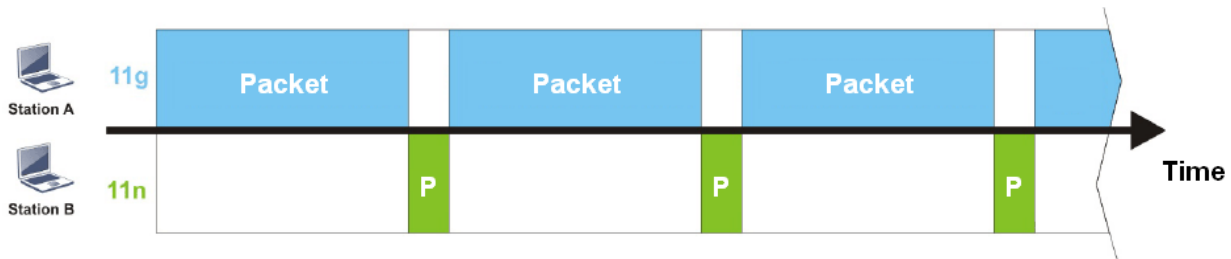 11g Packet Packet Packet
Station A
P P P
11n
Station B
Time